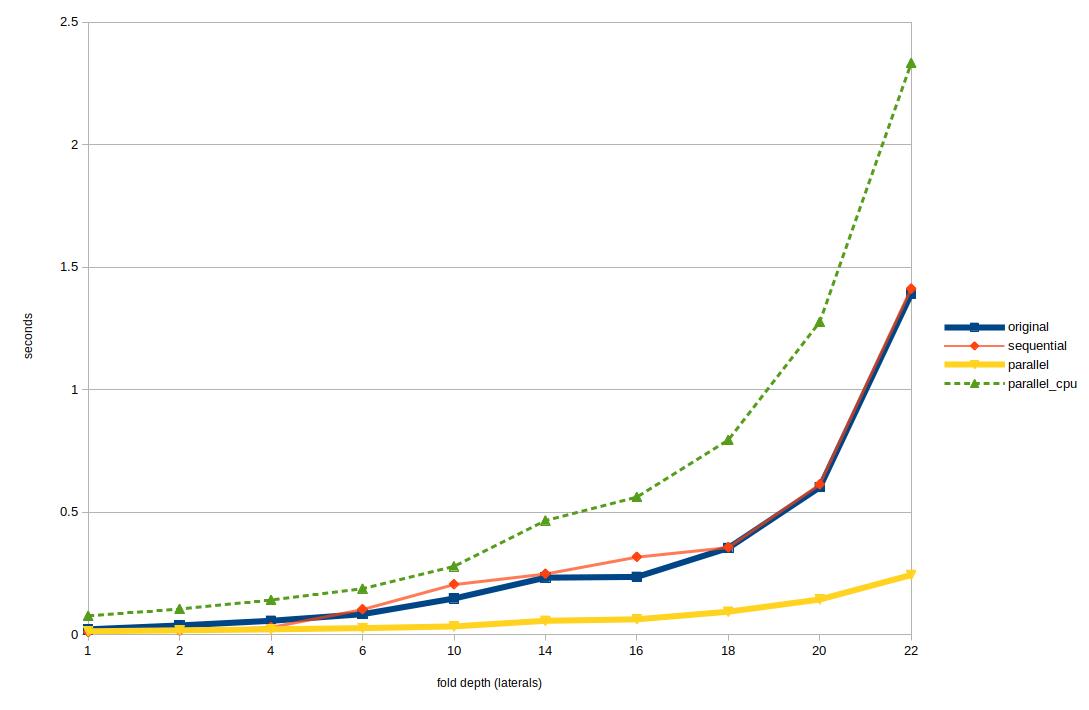 2.5
2
1.5
1
0.5
0
seconds
1 2 4 6 10 14 16 18 20 22
fold depth (laterals)
original
sequential
parallel
parallel_cpu